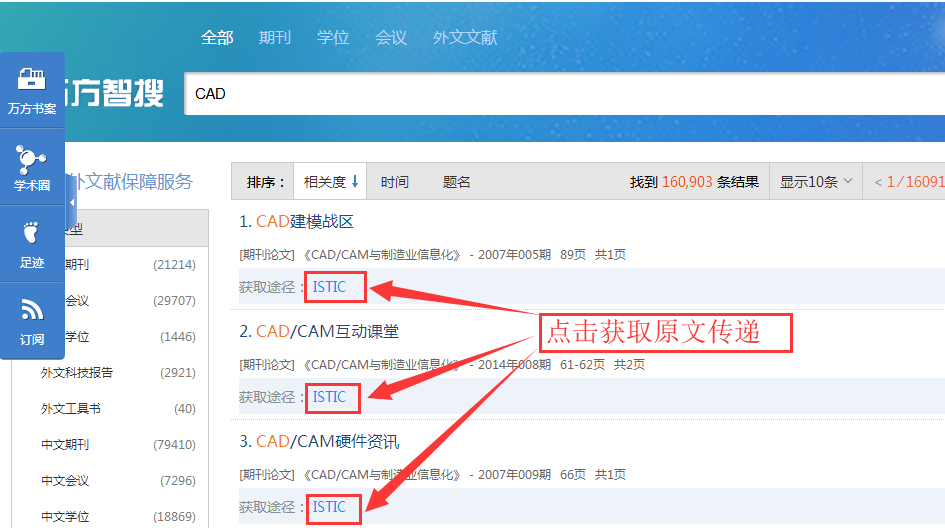 全部 期刊 学位 会议 外文文献
万方书案
方智搜
CAD
学术圈
外文献保障服务
排序： 相关度↓ 时间 题名 找到 160,903 条结果 显示10条 < 1/16091
足迹
订阅
类型
期刊 (21214)
会议 (29707)
学位 (1446)
外文科技报告 (2921)
外文工具书 (40)
中文期刊 (79410)
中文会议 (7296)
中文学位 (18869)
1. CAD建模战区
[期刊论文] 《CAD/CAM与制造业信息化》 - 2007年005期 89页 共1页
获取途径：ISTIC
点击获取原文传递
2. CAD/CAM互动课堂
[期刊论文] 《CAD/CAM与制造业信息化》 - 2014年008期 61-62页 共2页
获取途径：ISTIC
3. CAD/CAM硬件资讯
[期刊论文] 《CAD/CAM与制造业信息化》 - 2007年009期 66页 共1页
获取途径：ISTIC